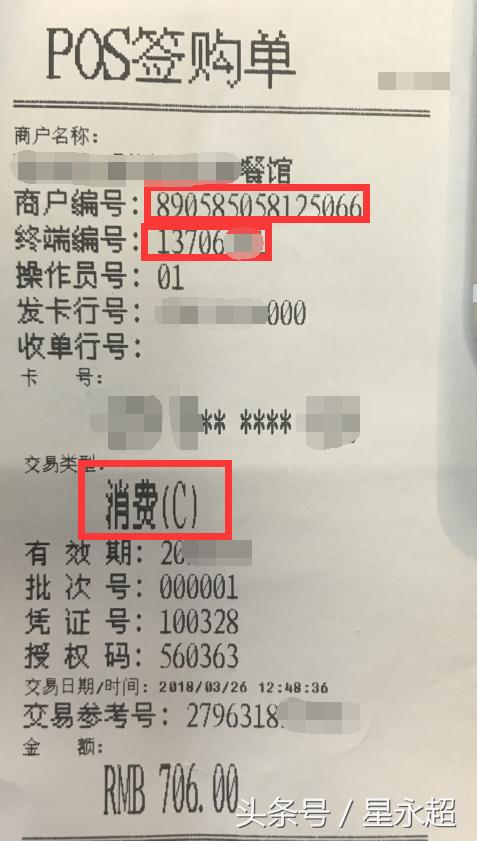 POS签购单
商户名称:
餐馆
商户编号: 890585058125066
终端编号: 13706
操作员号: 01
发卡行号: 000
收单行号:
卡 号:
** ****
交易类型:
消费(C)
有 效 期: 20
批 次 号: 000001
凭 证 号: 100328
授 权 码: 560363
交易日期/时间: 2018/03/26 12:48:36
交易参考号: 2796318
金 额:
RMB 706.00
头条号 / 星永超